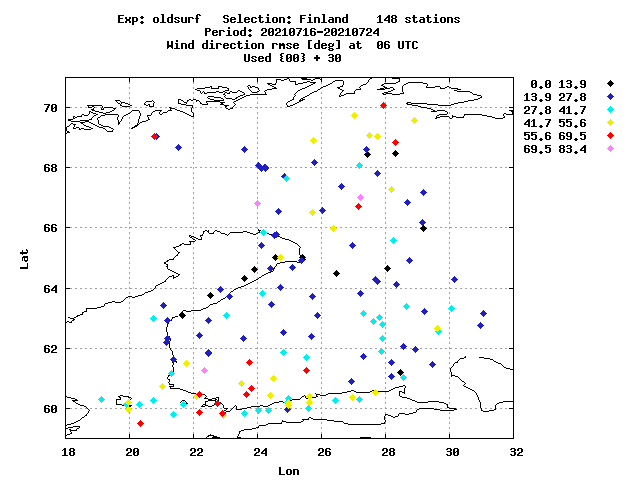 Exp: oldsurf   Selection: Finland    148 stations
Period: 20210716-20210724
Wind direction rmse [deg] at  06 UTC
Used {00} + 30
0.0 13.9
13.9 27.8
27.8 41.7
41.7 55.6
55.6 69.5
69.5 83.4
70
68
66
64
62
60
Lat
18 20 22 24 26 28 30 32
Lon